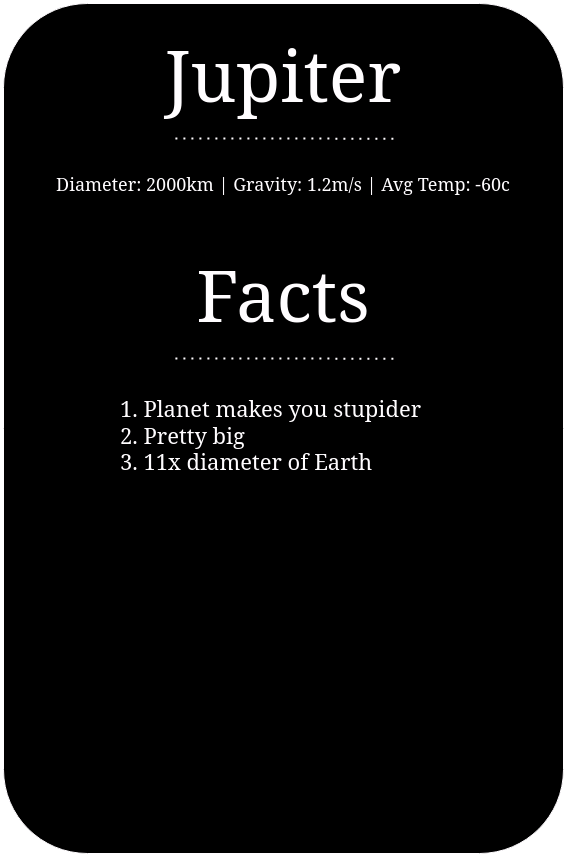 Jupiter
............................
Diameter: 2000km | Gravity: 1.2m/s | Avg Temp: -60c
Facts
............................
1. Planet makes you stupider
2. Pretty big
3. 11x diameter of Earth